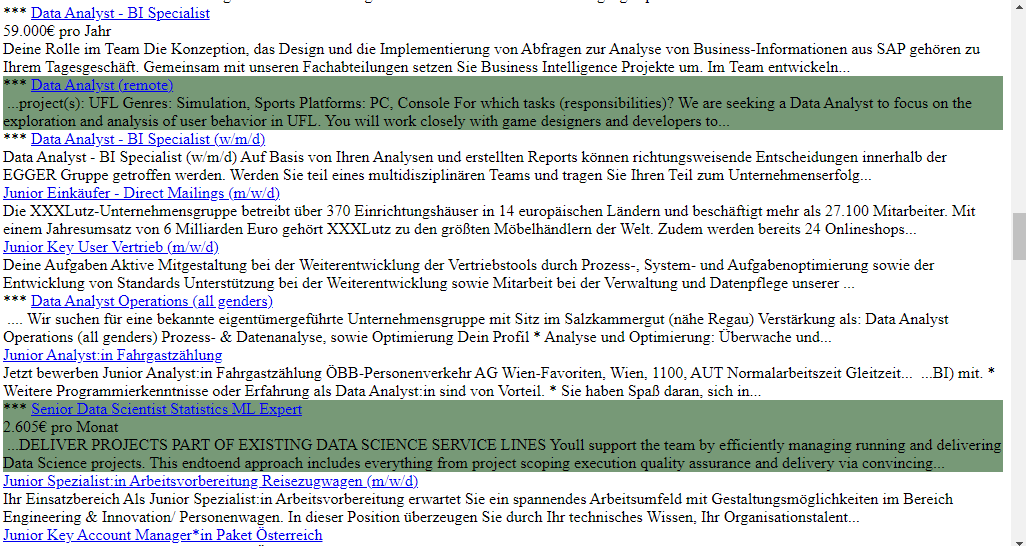 *** Data Analyst - BI Specialist
59.000€ pro Jahr
Deine Rolle im Team Die Konzeption, das Design und die Implementierung von Abfragen zur Analyse von Business-Informationen aus SAP gehören zu
Ihrem Tagesgeschäft. Gemeinsam mit unseren Fachabteilungen setzen Sie Business Intelligence Projekte um. Im Team entwickeln...
*** Data Analyst (remote)
...project(s): UFL Genres: Simulation, Sports Platforms: PC, Console For which tasks (responsibilities)? We are seeking a Data Analyst to focus on the
exploration and analysis of user behavior in UFL. You will work closely with game designers and developers to...
*** Data Analyst - BI Specialist (w/m/d)
Data Analyst - BI Specialist (w/m/d) Auf Basis von Ihren Analysen und erstellten Reports können richtungsweisende Entscheidungen innerhalb der
EGGER Gruppe getroffen werden. Werden Sie teil eines multidisziplinären Teams und tragen Sie Ihren Teil zum Unternehmenserfolg...
Junior Einkäufer - Direct Mailings (m/w/d)
Die XXXLutz-Unternehmensgruppe betreibt über 370 Einrichtungshäuser in 14 europäischen Ländern und beschäftigt mehr als 27.100 Mitarbeiter. Mit
einem Jahresumsatz von 6 Milliarden Euro gehört XXXLutz zu den größten Möbelhändlern der Welt. Zudem werden bereits 24 Onlineshops...
Junior Key User Vertrieb (m/w/d)
Deine Aufgaben Aktive Mitgestaltung bei der Weiterentwicklung der Vertriebstools durch Prozess-, System- und Aufgabenoptimierung sowie der
Entwicklung von Standards Unterstützung bei der Weiterentwicklung sowie Mitarbeit bei der Verwaltung und Datenpflege unserer ...
*** Data Analyst Operations (all genders)
.... Wir suchen für eine bekannte eigentümergeführte Unternehmensgruppe mit Sitz im Salzkammergut (nähe Regau) Verstärkung als: Data Analyst
Operations (all genders) Prozess- & Datenanalyse, sowie Optimierung Dein Profil * Analyse und Optimierung: Überwache und...
Junior Analyst:in Fahrgastzählung
Jetzt bewerben Junior Analyst:in Fahrgastzählung ÖBB-Personenverkehr AG Wien-Favoriten, Wien, 1100, AUT Normalarbeitszeit Gleitzeit... ...BI) mit. *
Weitere Programmierkenntnisse oder Erfahrung als Data Analyst:in sind von Vorteil. * Sie haben Spaß daran, sich in...
*** Senior Data Scientist Statistics ML Expert
2.605€ pro Monat
...DELIVER PROJECTS PART OF EXISTING DATA SCIENCE SERVICE LINES Youll support the team by efficiently managing running and delivering
Data Science projects. This endtoend approach includes everything from project scoping execution quality assurance and delivery via convincing...
Junior Spezialist:in Arbeitsvorbereitung Reisezugwagen (m/w/d)
Ihr Einsatzbereich Als Junior Spezialist:in Arbeitsvorbereitung erwartet Sie ein spannendes Arbeitsumfeld mit Gestaltungsmöglichkeiten im Bereich
Engineering & Innovation/ Personenwagen. In dieser Position überzeugen Sie durch Ihr technisches Wissen, Ihr Organisationstalent...
Junior Key Account Manager*in Paket Österreich